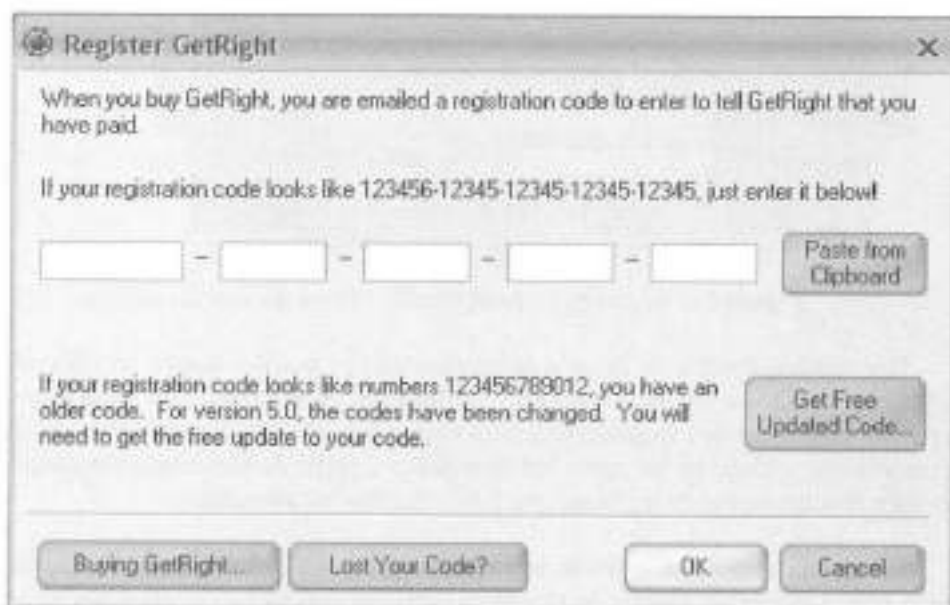 Register GetRight
When you buy GetRight, you are emailed a registration code to enter to tell GetRight that you
have paid.
If your registration code looks like 123456-12345-12345-12345-12345, just enter it below!
- - - -
Paste from
Clipboard
If your registration code looks like numbers 123456789012, you have an
older code. For version 5.0, the codes have been changed. You will
need to get the free update to your code.
Get Free
Updated Code...
Buying GetRight...
Lost Your Code?
OK
Cancel